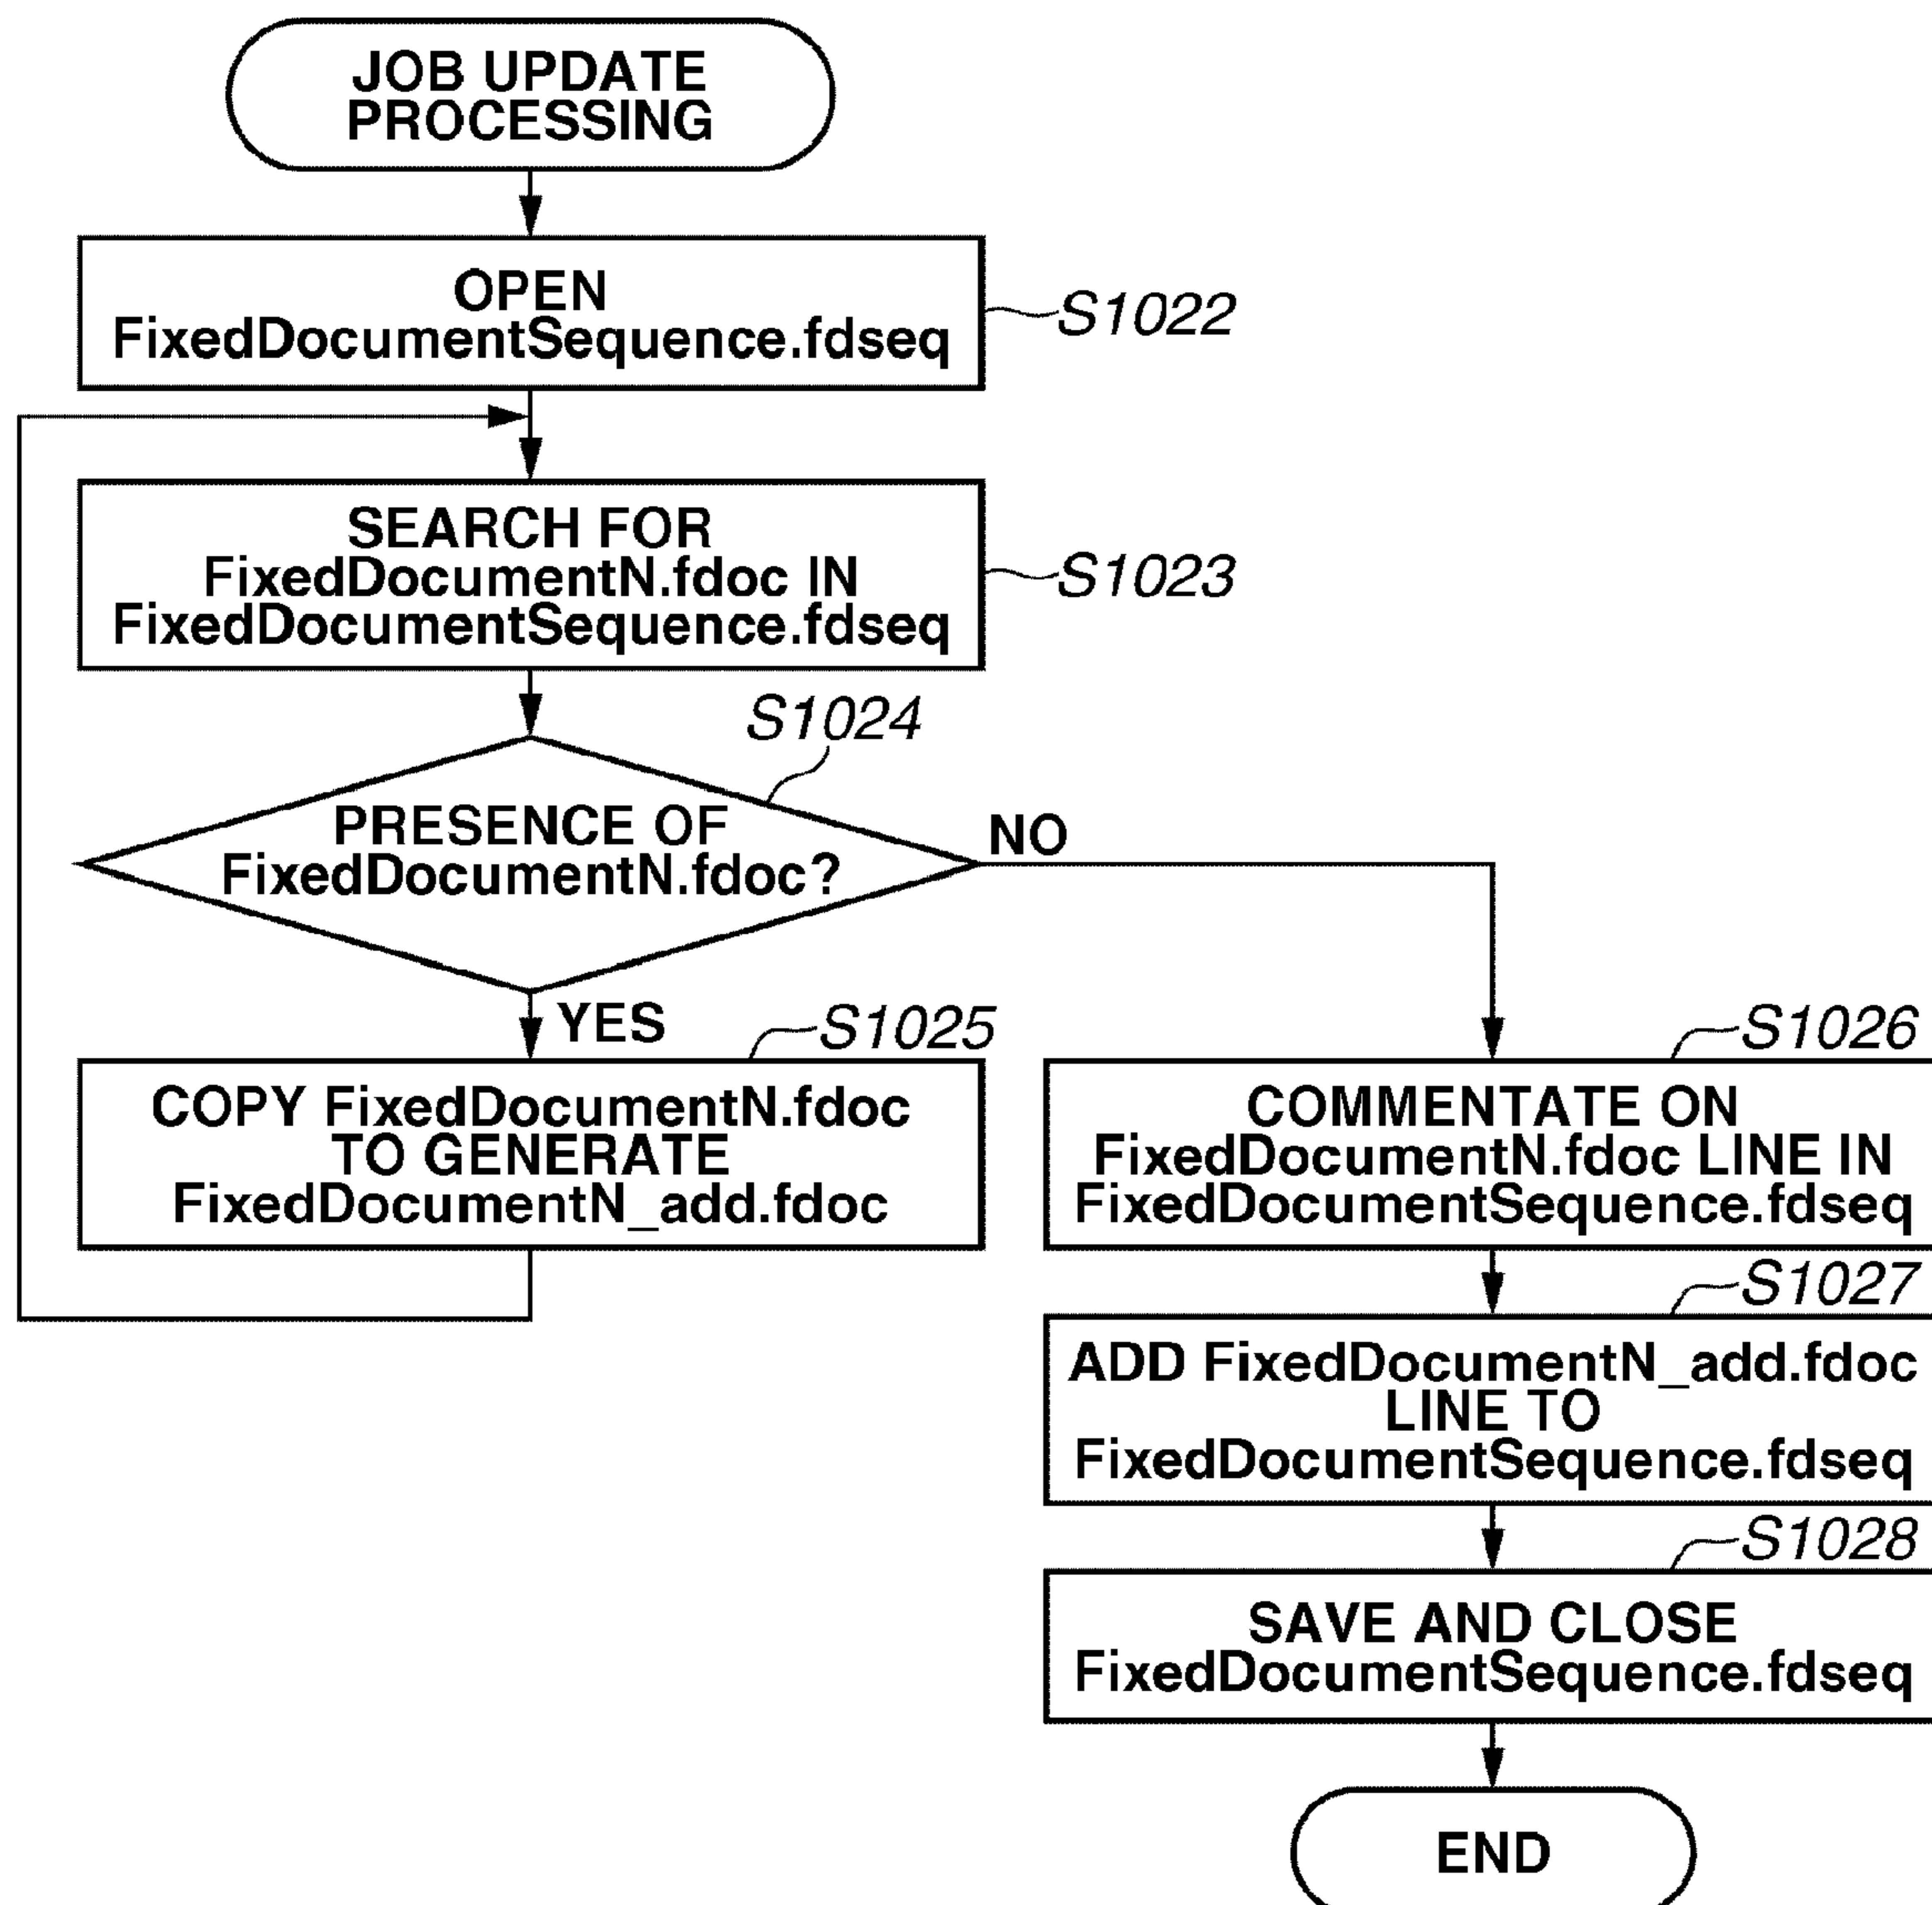 JOB UPDATE
PROCESSING
OPEN
FixedDocumentSequence.fdseq
S1022
SEARCH FOR
FixedDocumentN.fdoc IN
FixedDocumentSequence.fdseq
S1023
S1024
PRESENCE OF
FixedDocumentN.fdoc?
NO
YES
S1025
COPY FixedDocumentN.fdoc
TO GENERATE
FixedDocumentN_add.fdoc
S1026
COMMENTATE ON
FixedDocumentN.fdoc LINE IN
FixedDocumentSequence.fdseq
S1027
ADD FixedDocumentN_add.fdoc
LINE TO
FixedDocumentSequence.fdseq
S1028
SAVE AND CLOSE
FixedDocumentSequence.fdseq
END